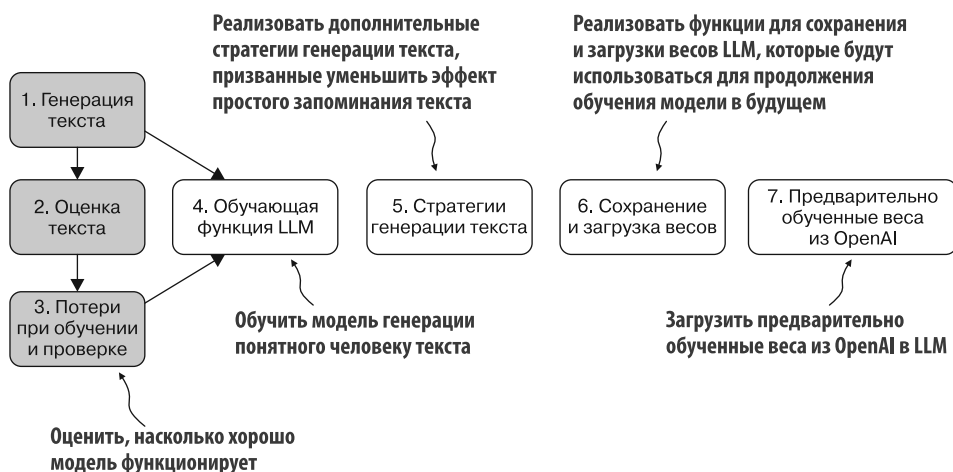 Реализовать дополнительные
стратегии генерации текста,
призванные уменьшить эффект
простого запоминания текста
Реализовать функции для сохранения
и загрузки весов LLM, которые будут
использоваться для продолжения
обучения модели в будущем
1. Генерация
текста
2. Оценка
текста
3. Потери
при обучении
и проверке
4. Обучающая
функция LLM
5. Стратегии
генерации текста
6. Сохранение
и загрузка весов
7. Предварительно
обученные веса
из OpenAI
Обучить модель генерации
понятного человеку текста
Загрузить предварительно
обученные веса из OpenAI в LLM
Оценить, насколько хорошо
модель функционирует